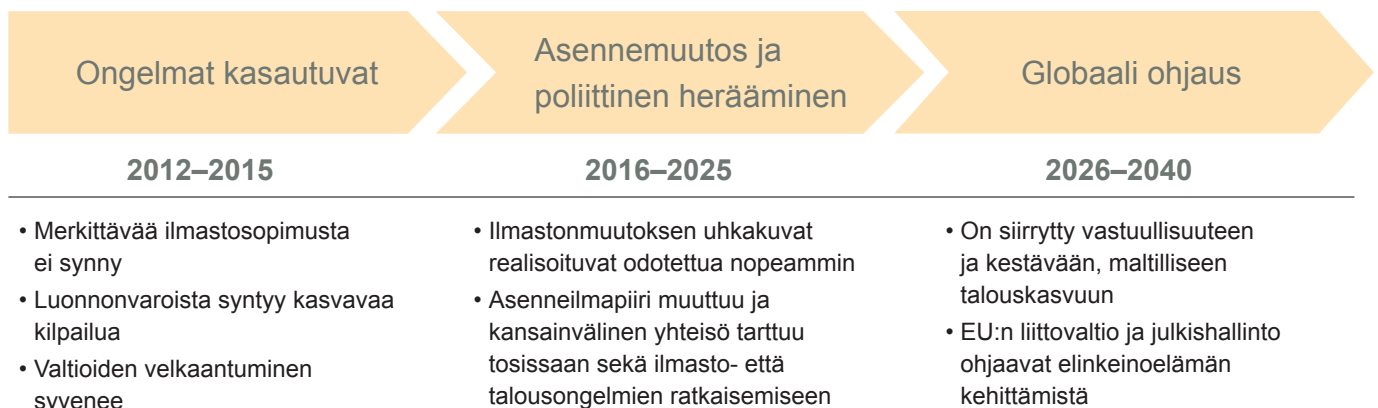 Ongelmat kasautuvat
2012–2015
• Merkittävää ilmastosopimusta
ei synny
• Luonnonvaroista syntyy kasvavaa
kilpailua
• Valtioiden velkaantuminen
syvenee
Asennemuutos ja
poliittinen herääminen
2016–2025
• Ilmastonmuutoksen uhkakuvat
realisoituvat odotettua nopeammin
• Asenneilmapiiri muuttuu ja
kansainvälinen yhteisö tarttuu
tosissaan sekä ilmasto- että
talousongelmien ratkaisemiseen
Globaali ohjaus
2026–2040
• On siirrytty vastuullisuuteen
ja kestävään, maltilliseen
talouskasvuun
• EU:n liittovaltio ja julkishallinto
ohjaavat elinkeinoelämän
kehittämistä